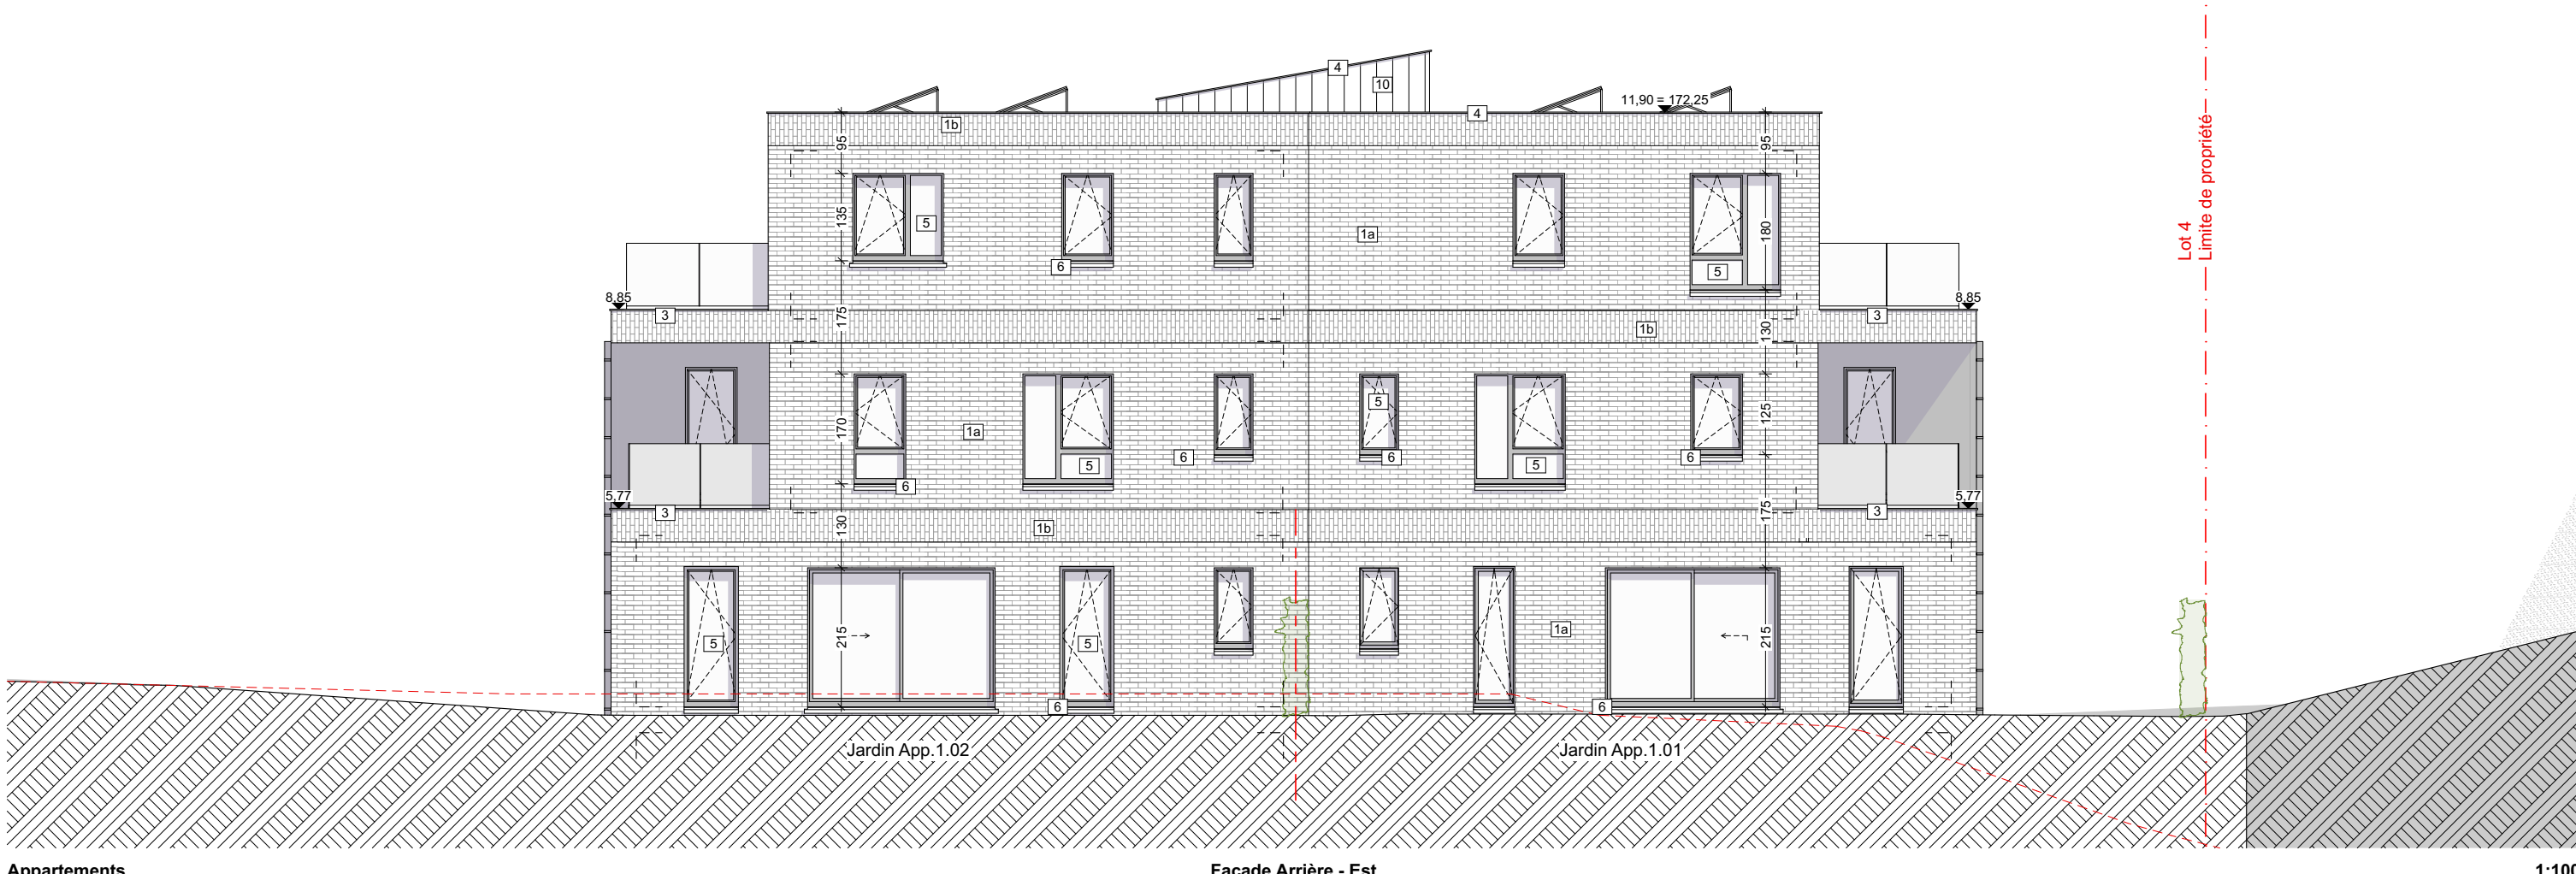 4
10
11,90 = 172,25
4
1b
95
95
135
5
1a
180
6
5
Lot 4
Limite de propriété
8,85
3
175
1b
130
8,85
3
170
1a
5
125
6
5
6
5
6
6
5,77
3
130
1b
175
5,77
3
5
215
5
1a
215
6
6
Jardin App.1.02
Jardin App.1.01
Appartements
Façade Arrière - Est
1:100